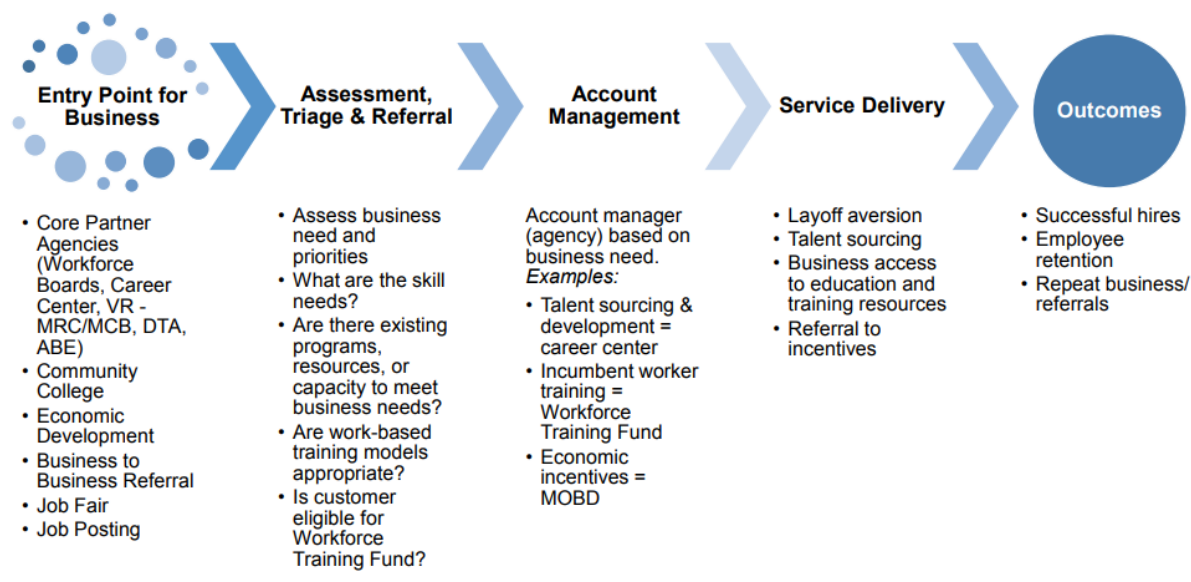 Entry Point for
Business
• Core Partner
Agencies
(Workforce
Boards, Career
Center, VR -
MRC/MCB, DTA,
ABE)
• Community
College
• Economic
Development
• Business to
Business Referral
• Job Fair
• Job Posting
Assessment,
Triage & Referral
• Assess business
need and
priorities
• What are the skill
needs?
• Are there existing
programs,
resources, or
capacity to meet
business needs?
• Are work-based
training models
appropriate?
• Is customer
eligible for
Workforce
Training Fund?
Account
Management
Account manager
(agency) based on
business need.
Examples:
• Talent sourcing &
development =
career center
• Incumbent worker
training =
Workforce
Training Fund
• Economic
incentives =
MOBD
Service Delivery
• Layoff aversion
• Talent sourcing
• Business access
to education and
training resources
• Referral to
incentives
Outcomes
• Successful hires
• Employee
retention
• Repeat business/
referrals